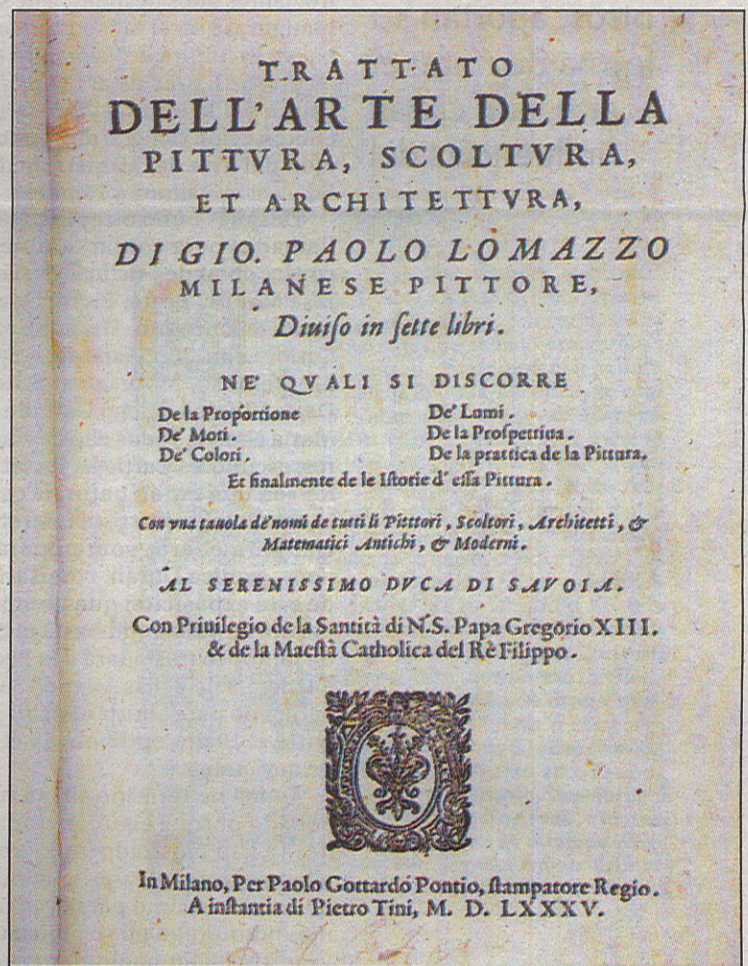 TRATTATO
DELL'ARTE DELLA
PITTVRA, SCOLTVRA,
ET ARCHITETTVRA,
DI GIO. PAOLO LOMAZZO
MILANESE PITTORE,
Diuiſo in ſette libri.
NE' QVALI SI DISCORRE
De la Proportione
De' Moti.
De' Colori.
De' Lumi.
De la Proſpettiua.
De la prattica de la Pittura.
Et finalmente de le Iſtorie d' eſſa Pittura.
Con vna tauola de' nomi de tutti li Pitttori, Scoltori, Architetti, &
Matematici Antichi, & Moderni.
AL SERENISSIMO DVCA DI SAVOIA.
Con Priuilegio de la Santità di N.S. Papa Gregorio XIII.
& de la Maeſtà Catholica del Rè Filippo.
In Milano, Per Paolo Gottardo Pontio, ſtampatore Regio.
A inſtantia di Pietro Tini, M. D. LXXXV.